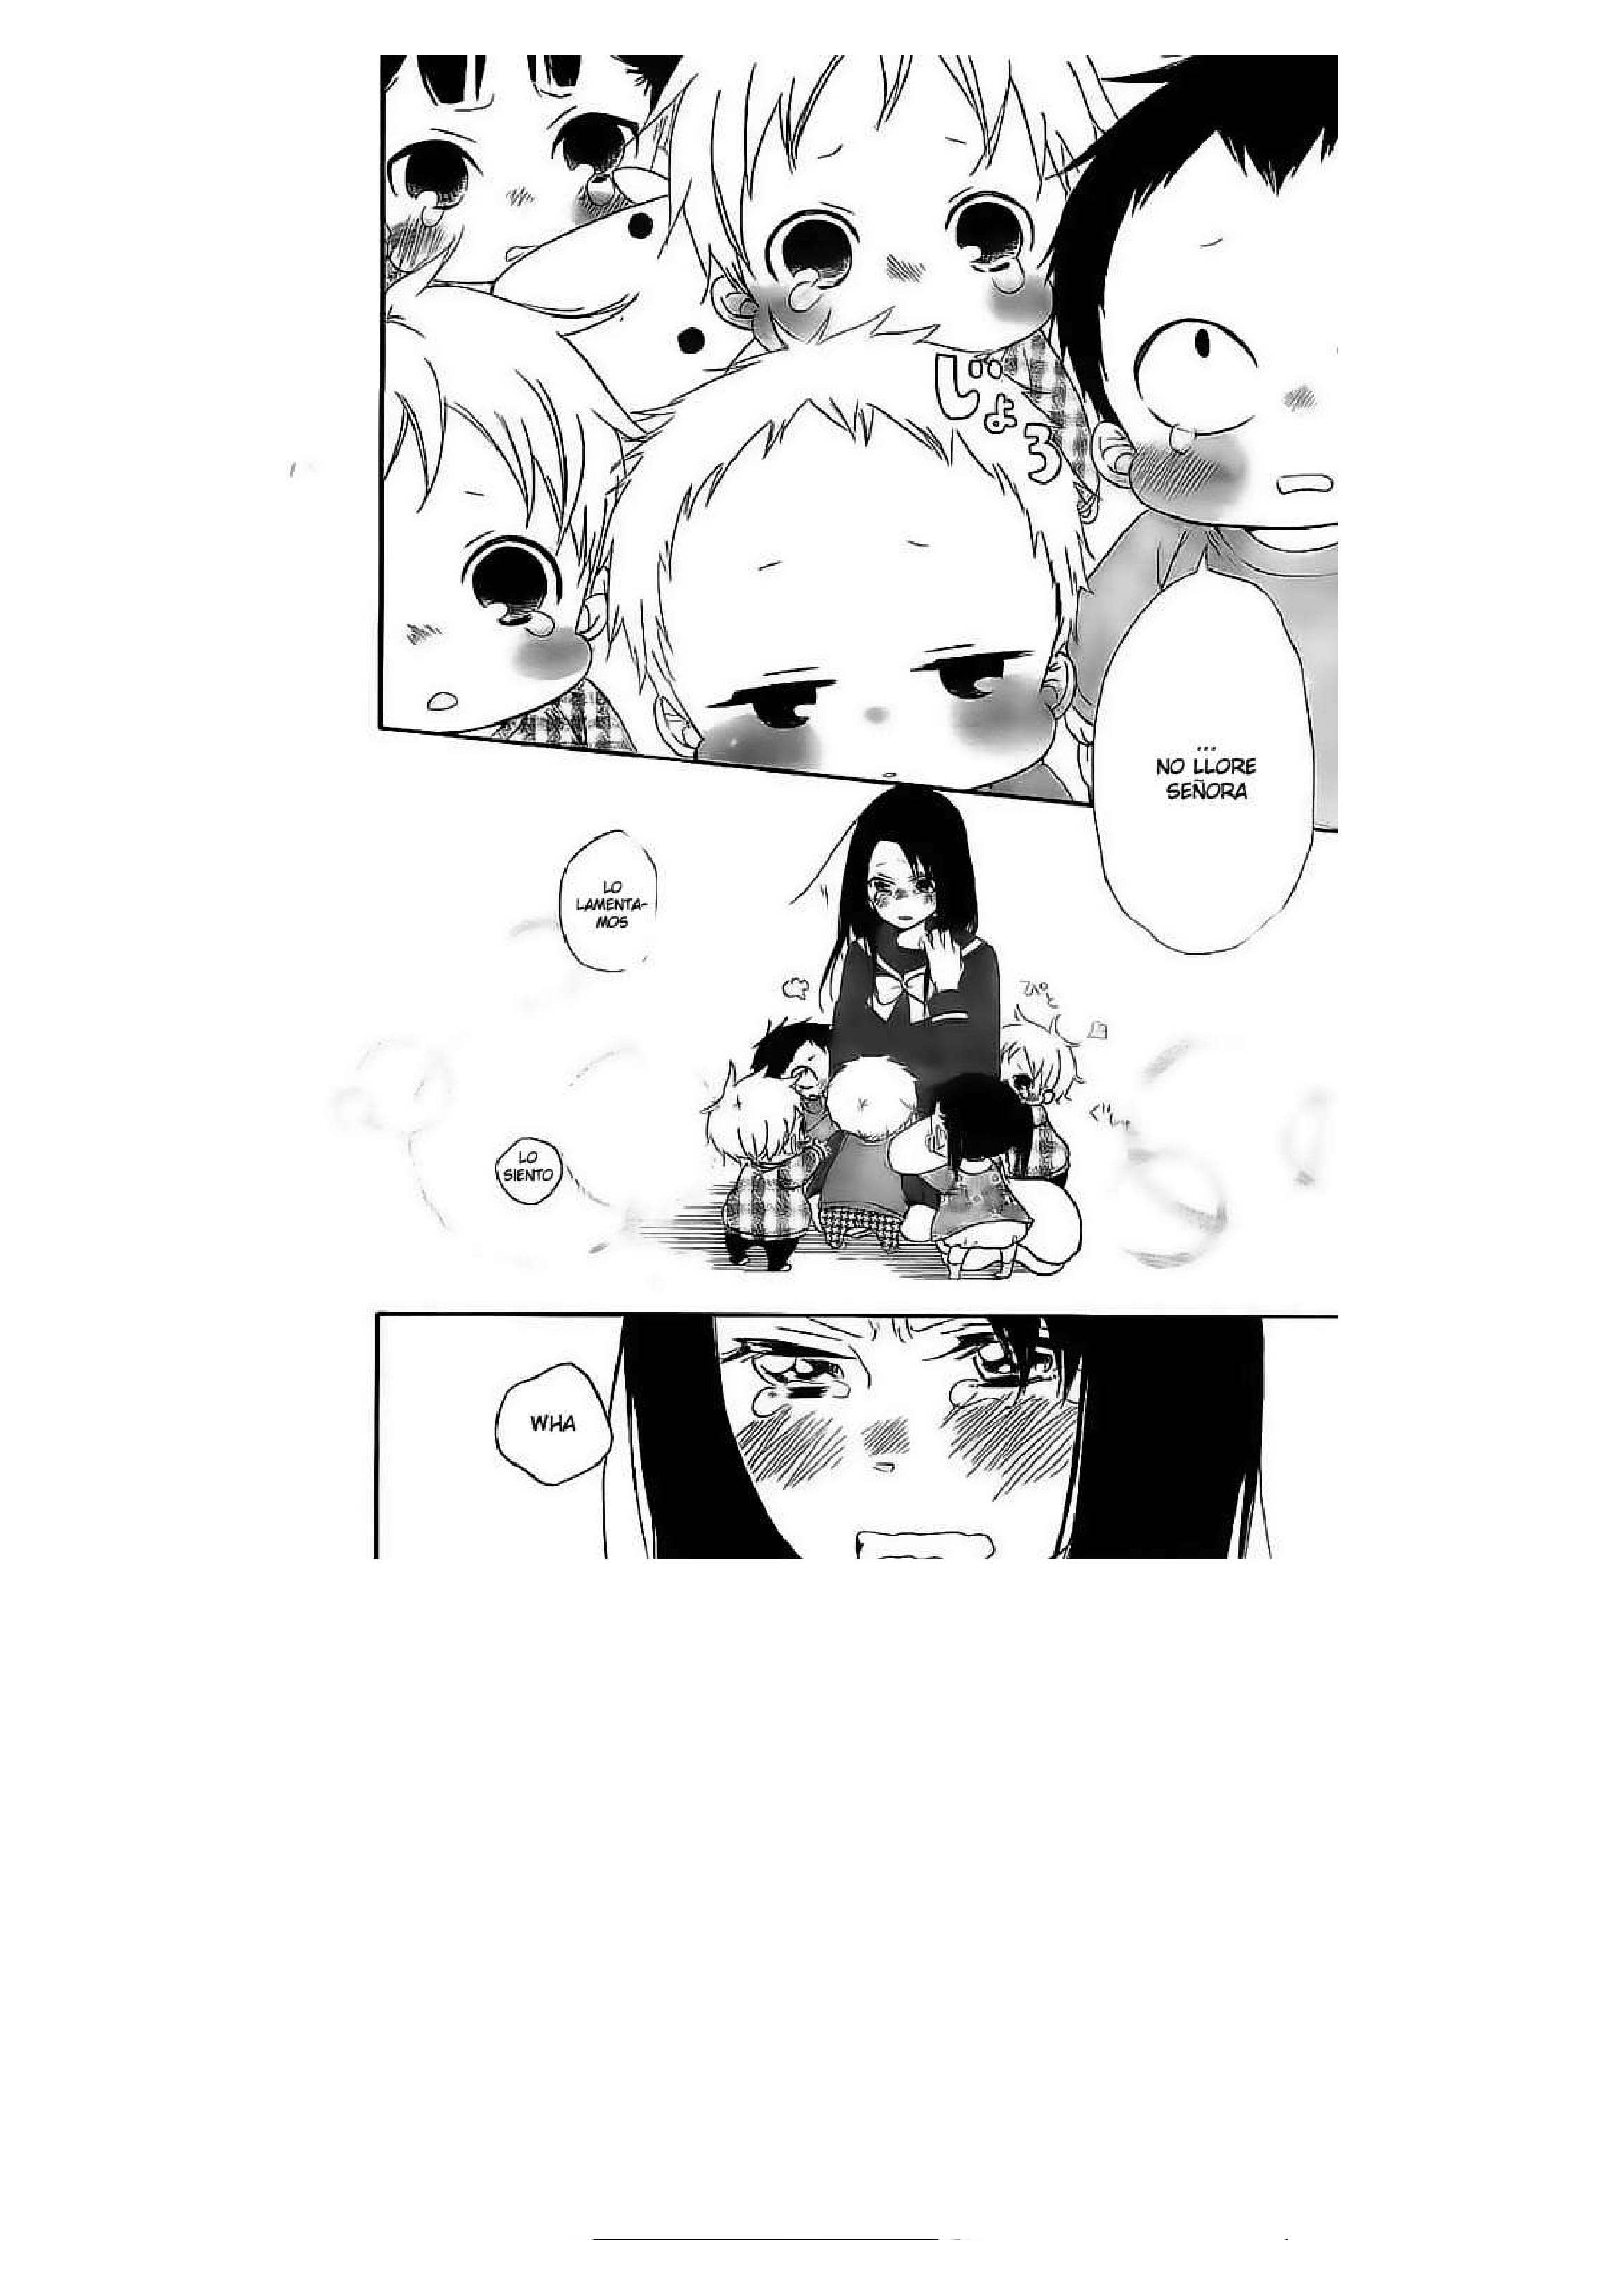 じょろ
...
NO LLORE
SEÑORA
LO
LAMENTA-
MOS
LO
SIENTO
WHA